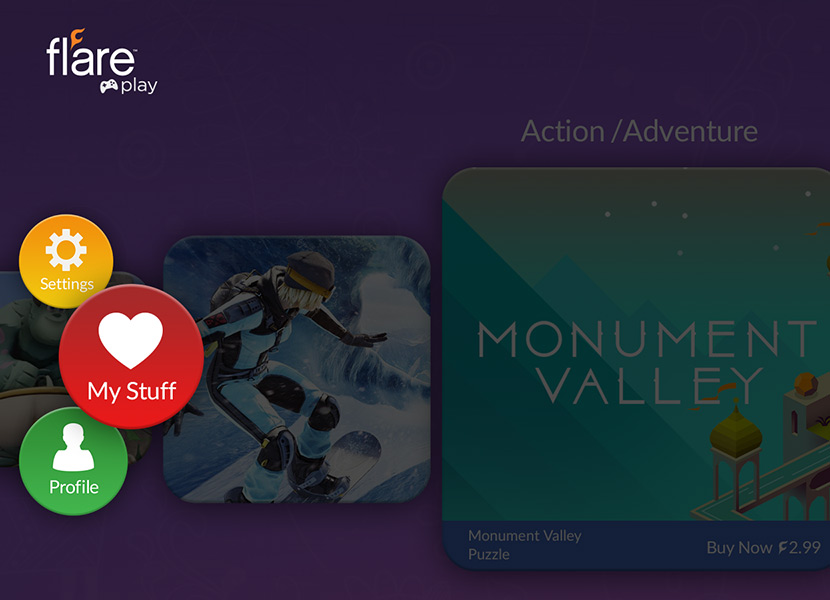 flare™
play
Action /Adventure
Settings
My Stuff
Profile
MONUMENT
VALLEY
Monument Valley
Puzzle
Buy Now 2.99